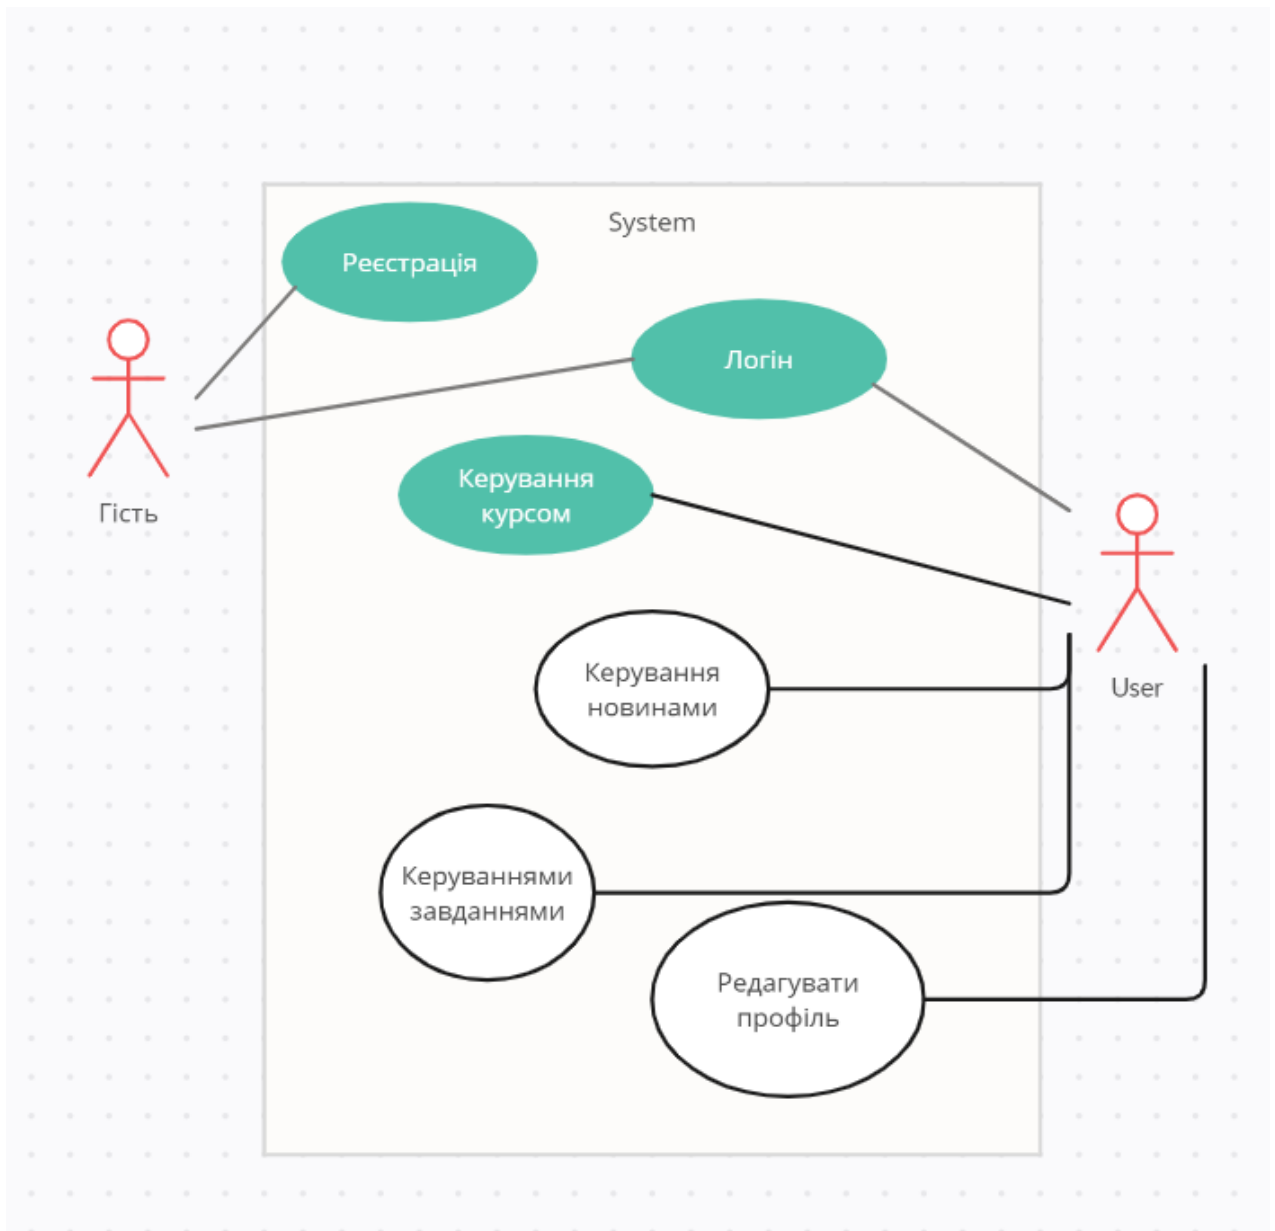 System
Реєстрація
Логін
Керування
курсом
Гість
Керування
новинами
User
Керуваннями
завданнями
Редагувати
профіль